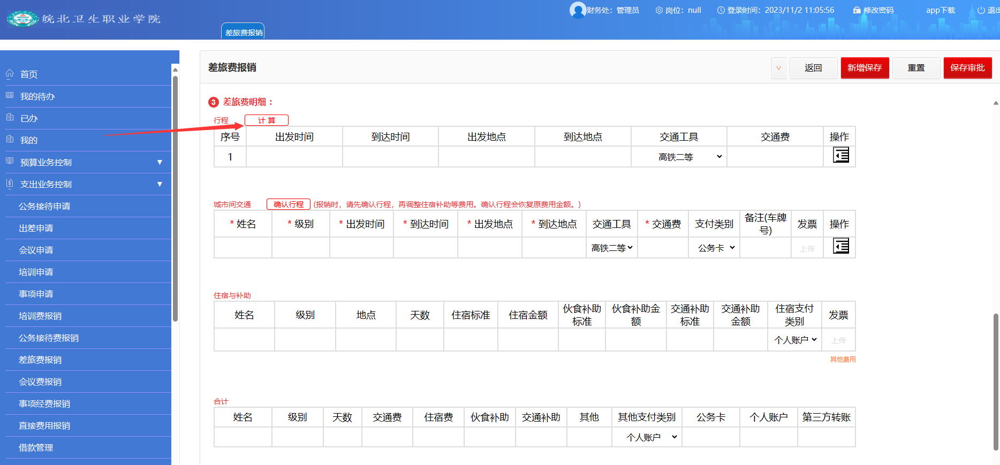 皖北卫生职业学院
差旅费报销
财务处：管理员
岗位：null
登录时间：2023/11/2 11:05:56
修改密码
app下载
退出
首页
我的待办
已办
我的
预算业务控制 ▼
支出业务控制 ▼
公务接待申请
出差申请
会议申请
培训申请
事项申请
培训费报销
公务接待费报销
差旅费报销
会议费报销
事项经费报销
直接费用报销
借款管理
差旅费报销
返回
新增保存
重置
保存审批
3 差旅费明细：
行程 计 算
序号 出发时间 到达时间 出发地点 到达地点 交通工具 交通费 操作
1 高铁二等
城市间交通 确认行程 (报销时，请先确认行程，再调整住宿补助等费用。确认行程会恢复原费用金额。)
* 姓名 * 级别 * 出发时间 * 到达时间 * 出发地点 * 到达地点 交通工具 * 交通费 支付类别 备注(车牌号) 发票 操作
高铁二等 公务卡 上传
住宿与补助
姓名 级别 地点 天数 住宿标准 住宿金额 伙食补助标准 伙食补助金额 交通补助标准 交通补助金额 住宿支付类别 发票
个人账户 上传
其他费用
合计
姓名 级别 天数 交通费 住宿费 伙食补助 交通补助 其他 其他支付类别 公务卡 个人账户 第三方转账
个人账户